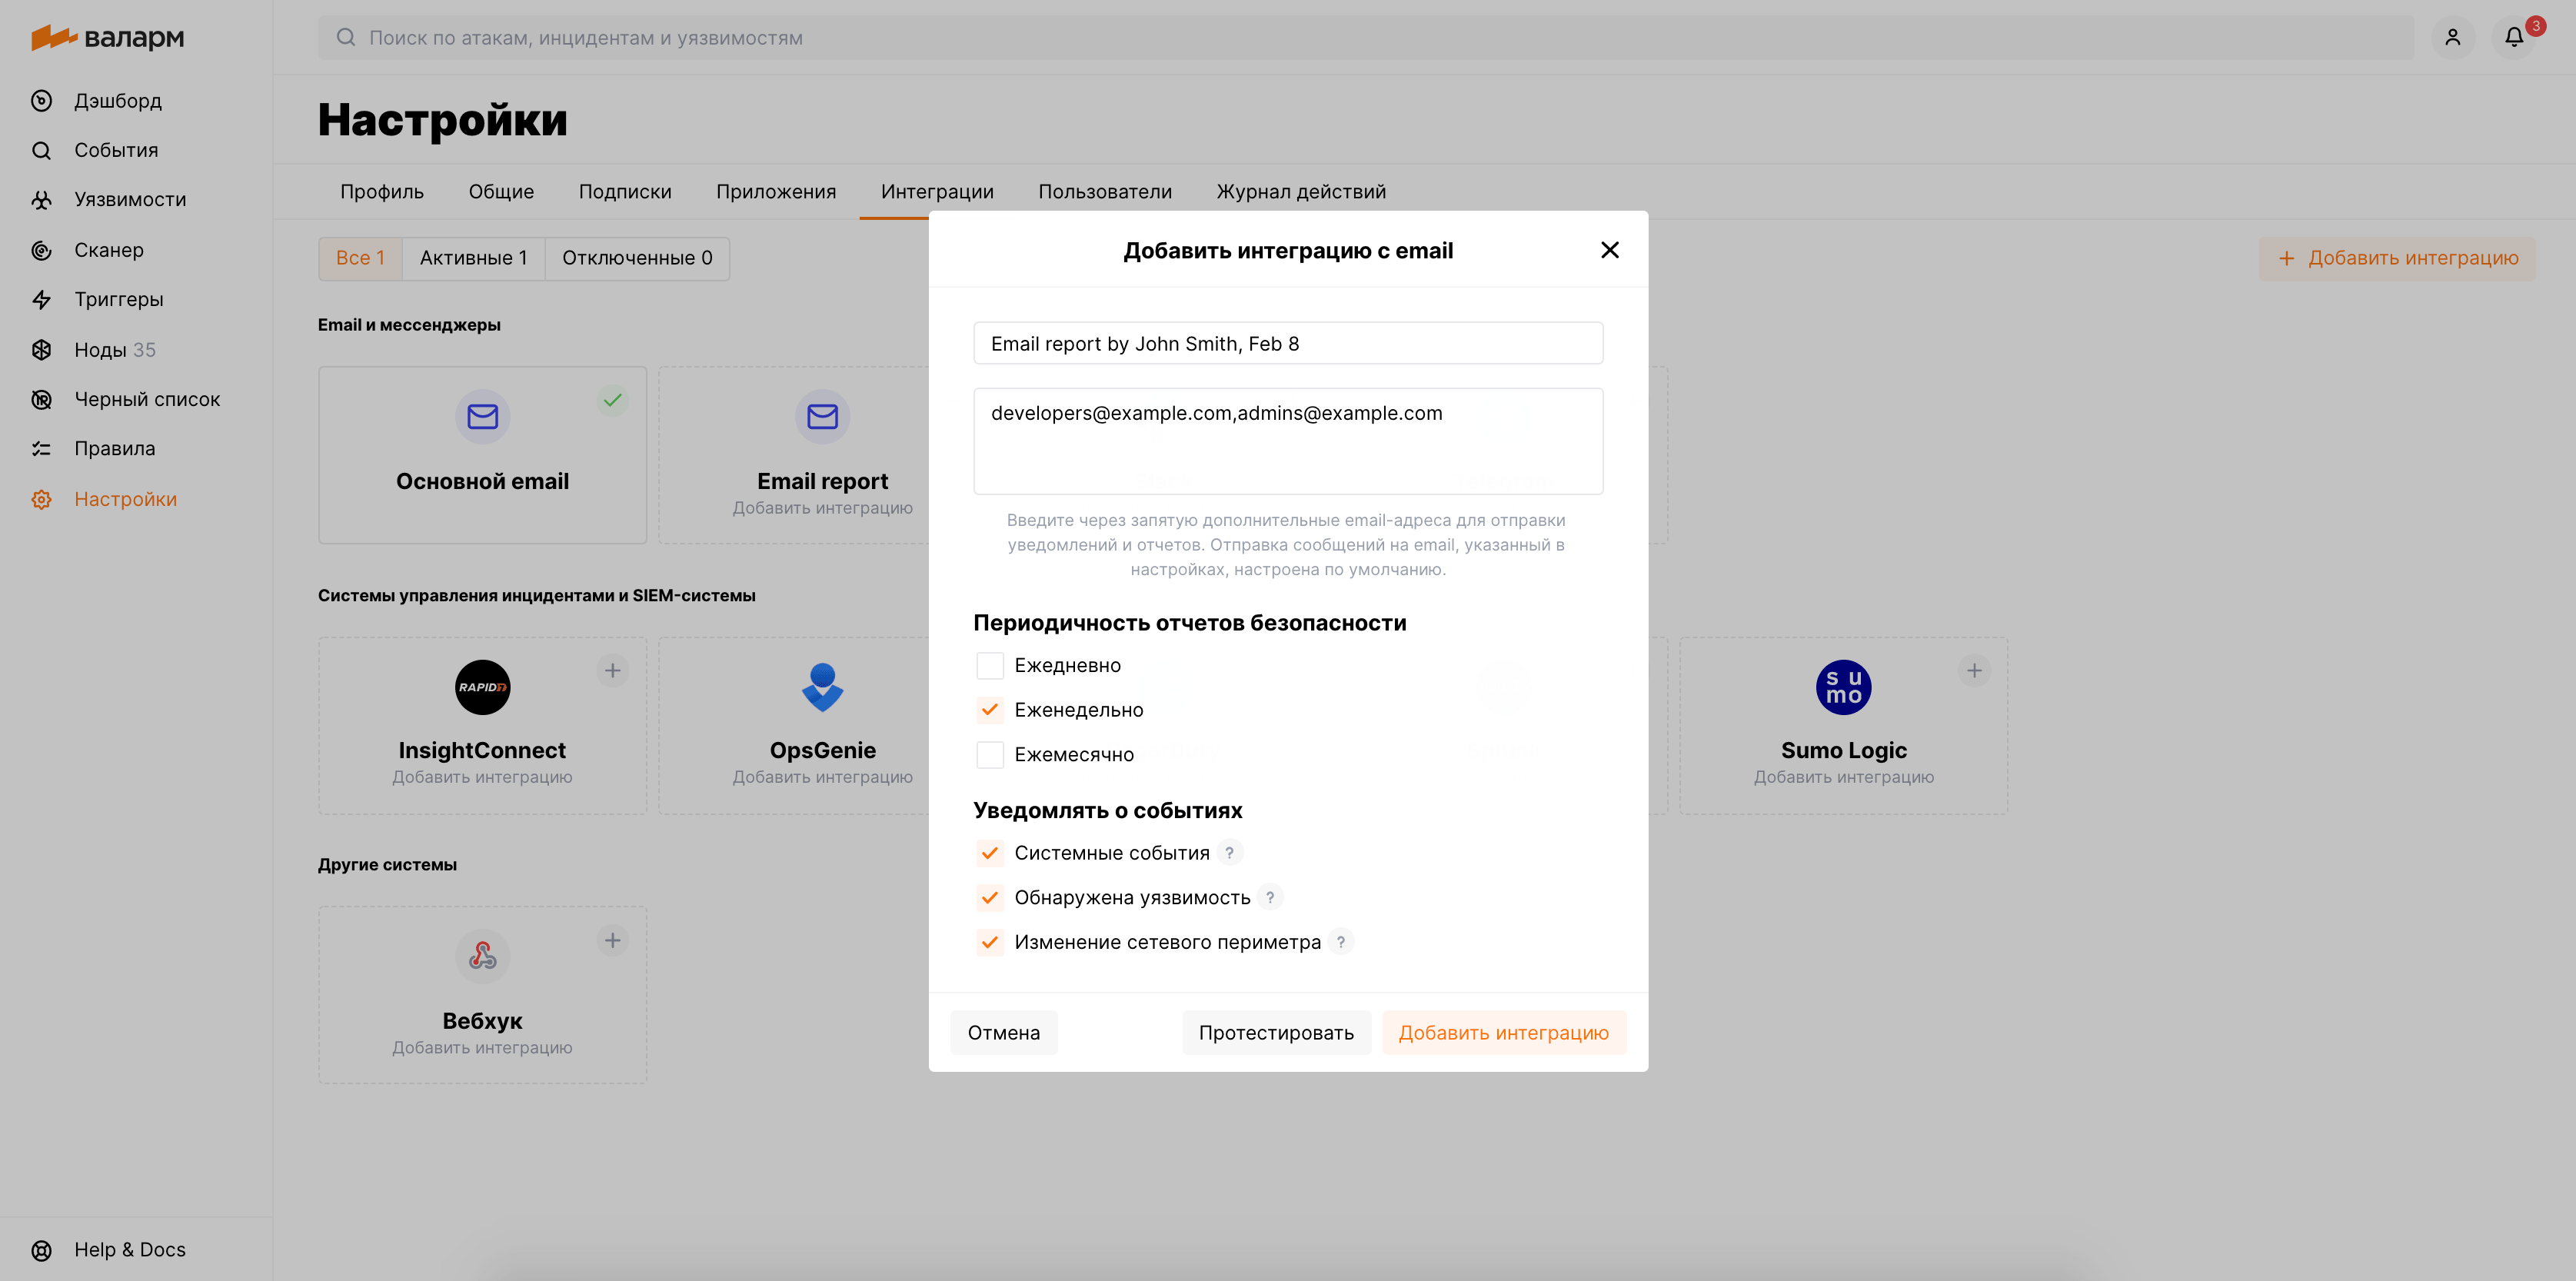 валарм
Поиск по атакам, инцидентам и уязвимостям
3
Дэшборд
События
Уязвимости
Сканер
Триггеры
Ноды 35
Черный список
Правила
Настройки
Help & Docs
Настройки
Профиль Общие Подписки Приложения Интеграции Пользователи Журнал действий
Все 1 Активные 1 Отключенные 0
+ Добавить интеграцию
Email и мессенджеры
Основной email
Email report
Добавить интеграцию
Системы управления инцидентами и SIEM-системы
RAPID7
InsightConnect
Добавить интеграцию
OpsGenie
Добавить интеграцию
su
mo
Sumo Logic
Добавить интеграцию
Другие системы
Вебхук
Добавить интеграцию
Добавить интеграцию с email
Email report by John Smith, Feb 8
developers@example.com,admins@example.com
Введите через запятую дополнительные email-адреса для отправки
уведомлений и отчетов. Отправка сообщений на email, указанный в
настройках, настроена по умолчанию.
Периодичность отчетов безопасности
Ежедневно
Еженедельно
Ежемесячно
Уведомлять о событиях
Системные события ?
Обнаружена уязвимость ?
Изменение сетевого периметра ?
Отмена Протестировать Добавить интеграцию